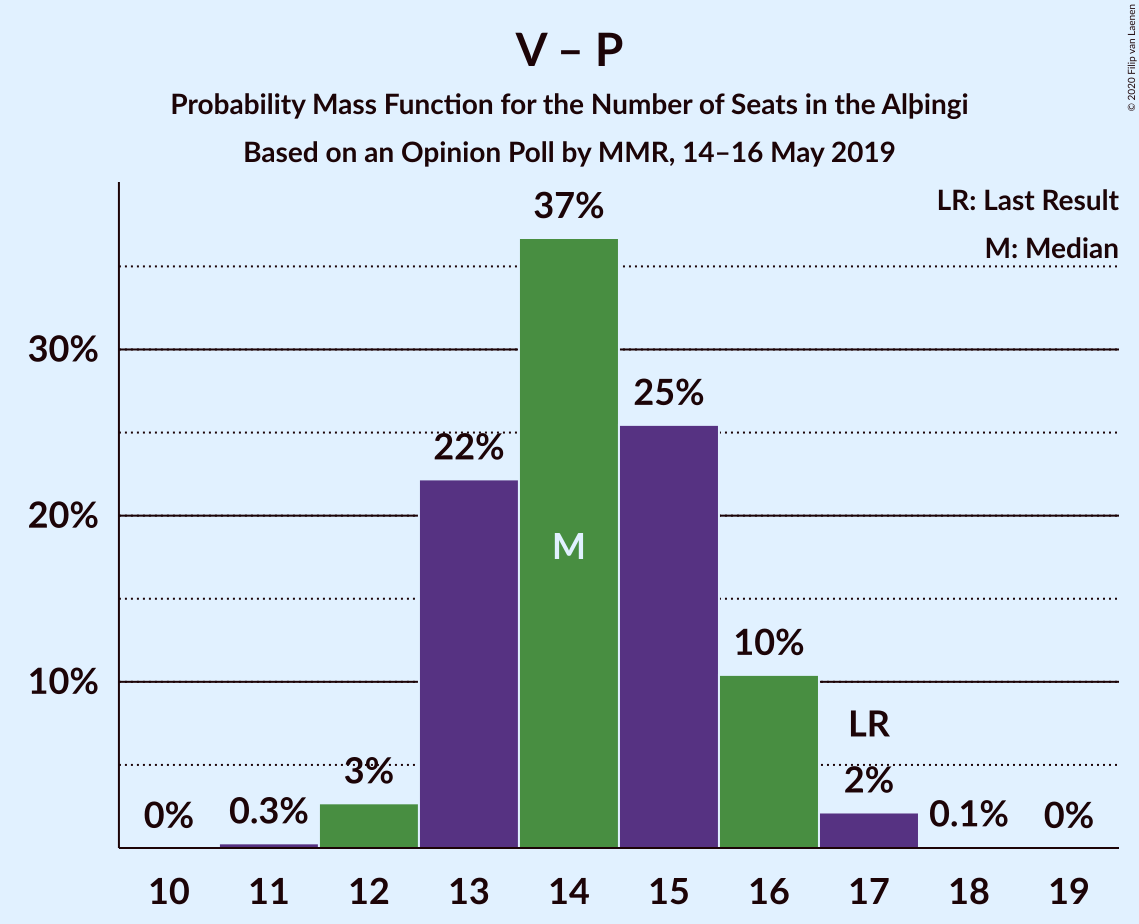 V – P
Probability Mass Function for the Number of Seats in the Alþingi
Based on an Opinion Poll by MMR, 14–16 May 2019
© 2020 Filip van Laenen
LR: Last Result
M: Median
30%
20%
10%
0%
0.3%
3%
22%
37%
M
25%
10%
LR
2%
0.1%
0%
10 11 12 13 14 15 16 17 18 19